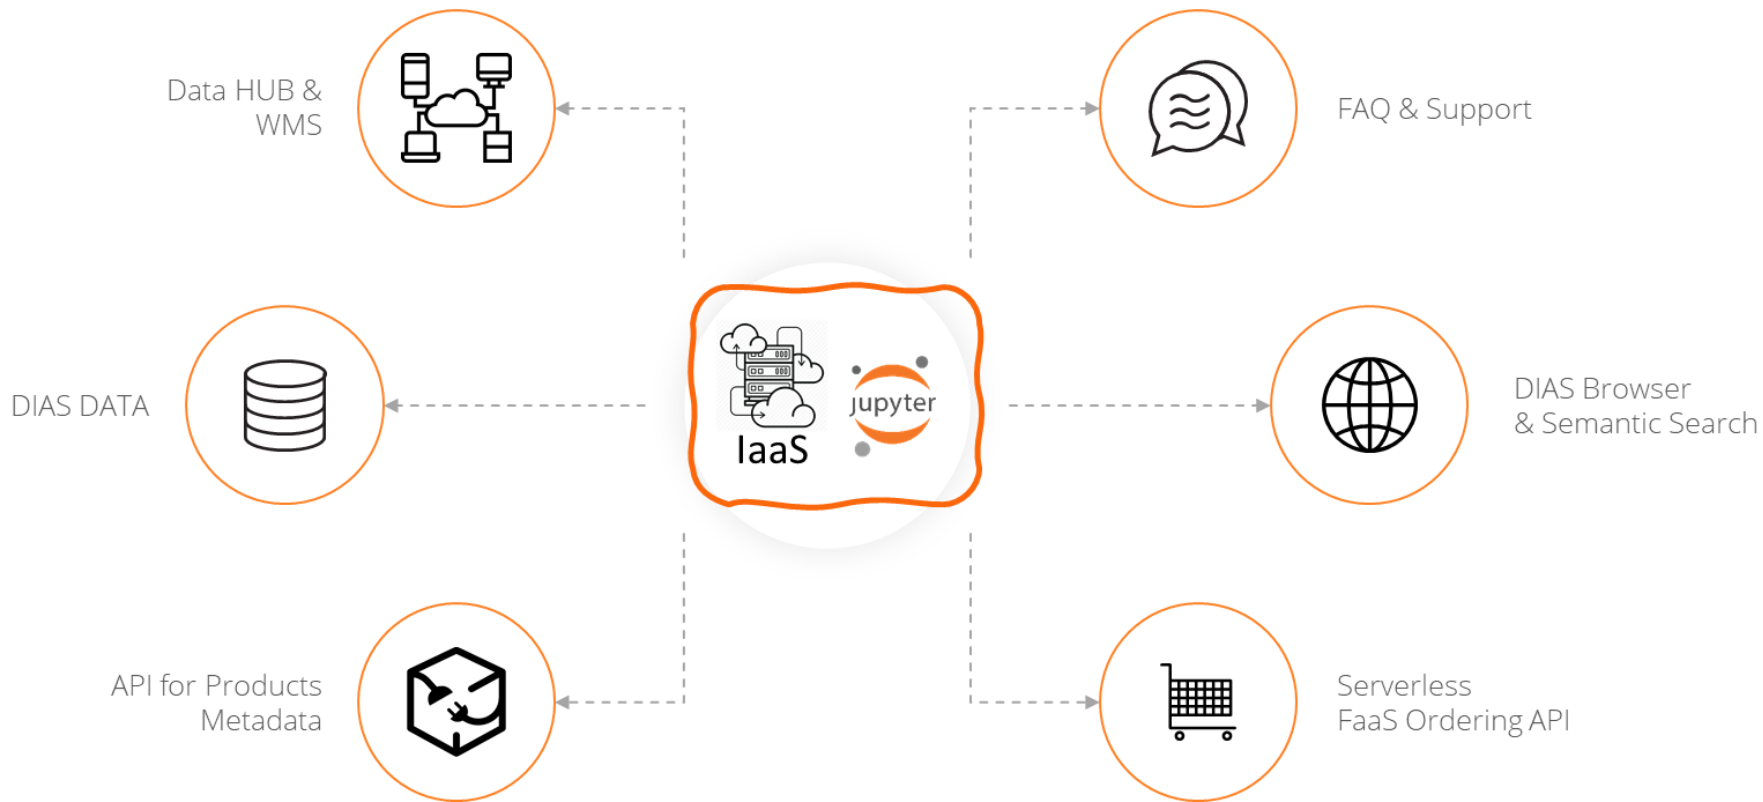 Data HUB &
WMS
FAQ & Support
DIAS DATA
IaaS
jupyter
DIAS Browser
& Semantic Search
API for Products
Metadata
Serverless
FaaS Ordering API